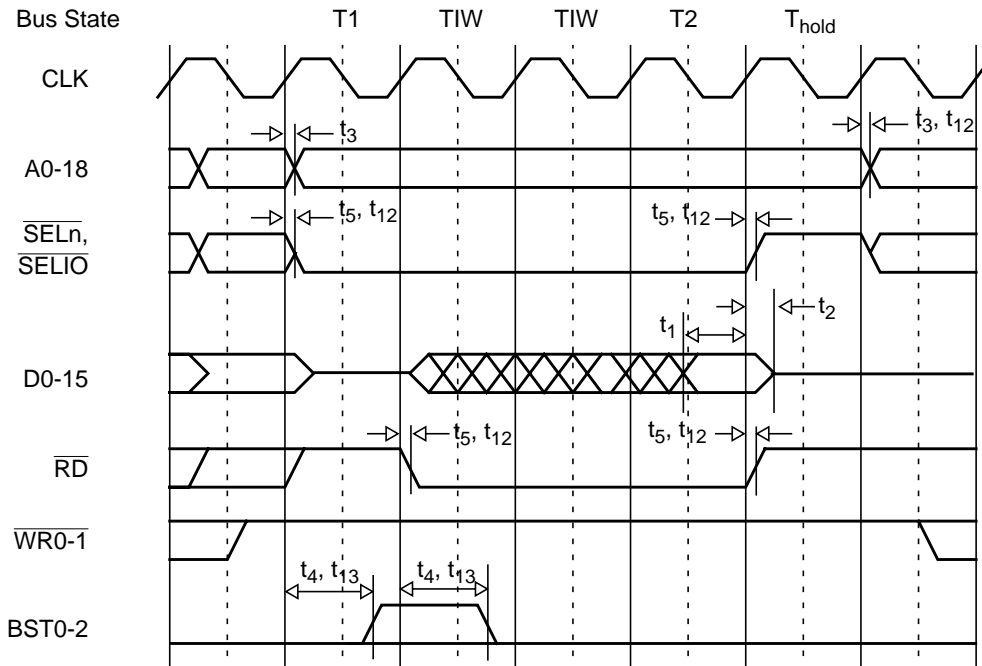 Bus State T1 TIW TIW T2 Thold
CLK
t3 t3, t12
A0-18
t5, t12 t5, t12
SELn,
SELIO
t1 t2
D0-15
t5, t12 t5, t12
RD
WR0-1
t4, t13 t4, t13
BST0-2